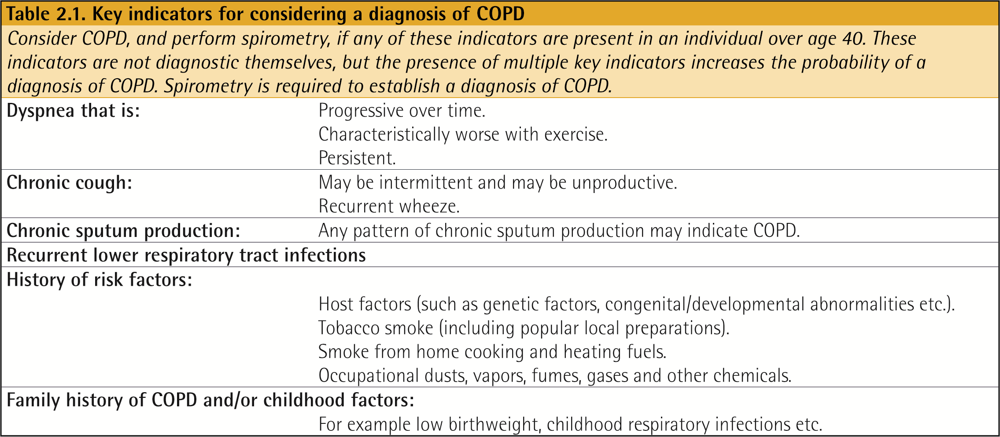 Table 2.1. Key indicators for considering a diagnosis of COPD
Consider COPD, and perform spirometry, if any of these indicators are present in an individual over age 40. These
indicators are not diagnostic themselves, but the presence of multiple key indicators increases the probability of a
diagnosis of COPD. Spirometry is required to establish a diagnosis of COPD.
Dyspnea that is: Progressive over time.
Characteristically worse with exercise.
Persistent.
Chronic cough: May be intermittent and may be unproductive.
Recurrent wheeze.
Chronic sputum production: Any pattern of chronic sputum production may indicate COPD.
Recurrent lower respiratory tract infections
History of risk factors:
Host factors (such as genetic factors, congenital/developmental abnormalities etc.).
Tobacco smoke (including popular local preparations).
Smoke from home cooking and heating fuels.
Occupational dusts, vapors, fumes, gases and other chemicals.
Family history of COPD and/or childhood factors:
For example low birthweight, childhood respiratory infections etc.